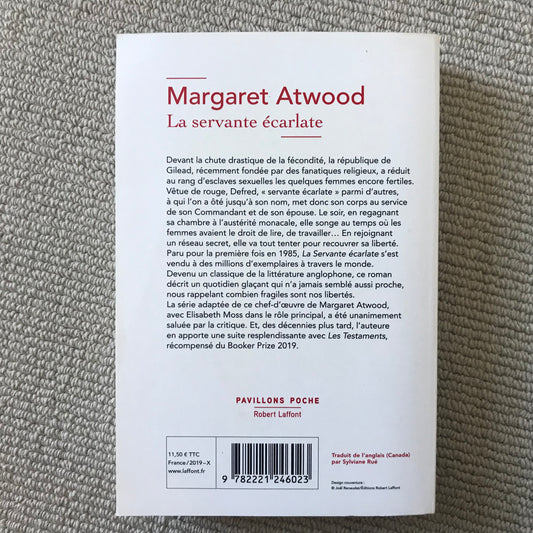 Margaret Atwood
La servante écarlate
Devant la chute drastique de la fécondité, la république de
Gilead, récemment fondée par des fanatiques religieux, a réduit
au rang d'esclaves sexuelles les quelques femmes encore fertiles.
Vêtue de rouge, Defred, « servante écarlate » parmi d'autres,
à qui l'on a ôté jusqu'à son nom, met donc son corps au service
de son Commandant et de son épouse. Le soir, en regagnant
sa chambre à l'austérité monacale, elle songe au temps où les
femmes avaient le droit de lire, de travailler… En rejoignant
un réseau secret, elle va tout tenter pour recouvrer sa liberté.
Paru pour la première fois en 1985, La Servante écarlate s'est
vendu à des millions d'exemplaires à travers le monde.
Devenu un classique de la littérature anglophone, ce roman
décrit un quotidien glaçant qui n'a jamais semblé aussi proche,
nous rappelant combien fragiles sont nos libertés.
La série adaptée de ce chef-d'œuvre de Margaret Atwood,
avec Elisabeth Moss dans le rôle principal, a été unanimement
saluée par la critique. Et, des décennies plus tard, l'auteure
en apporte une suite resplendissante avec Les Testaments,
récompensé du Booker Prize 2019.
PAVILLONS POCHE
Robert Laffont
11,50 € TTC
France/2019-X
www.laffont.fr
9 782221 246023
Traduit de l'anglais (Canada)
par Sylviane Rué
Design couverture :
© Joël Renaudat/Éditions Robert Laffont